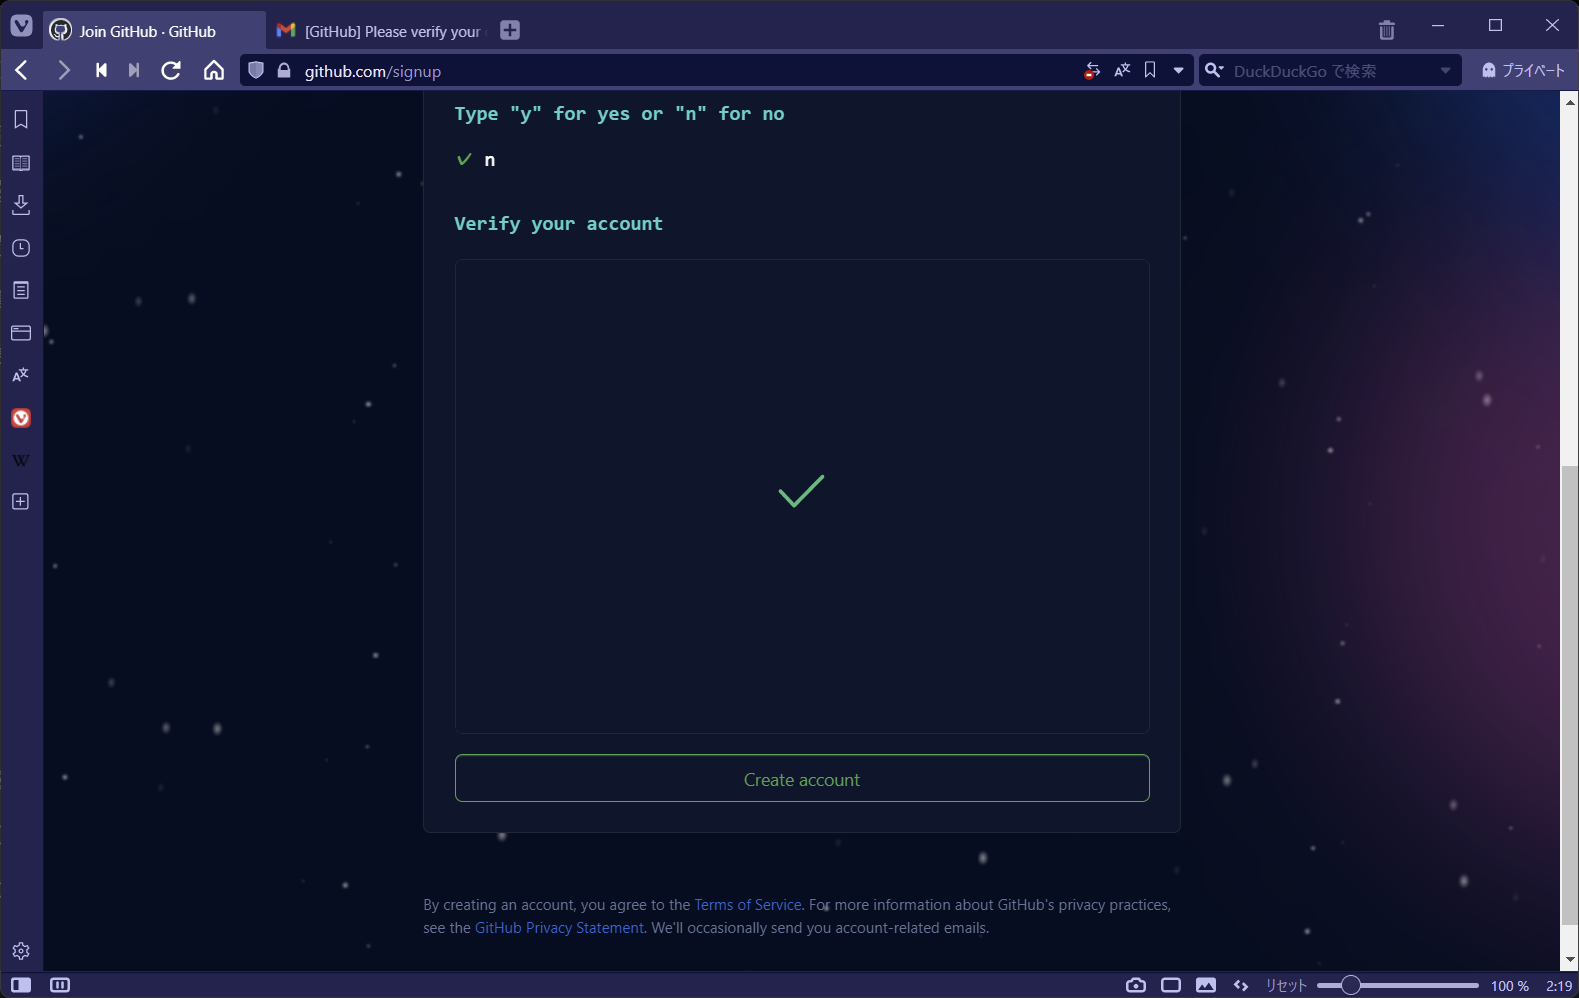 Join GitHub · GitHub
[GitHub] Please verify your
github.com/signup
DuckDuckGo で検索
プライベート
Type "y" for yes or "n" for no
n
Verify your account
W
Create account
By creating an account, you agree to the Terms of Service. For more information about GitHub's privacy practices,
see the GitHub Privacy Statement. We'll occasionally send you account-related emails.
リセット
100 %
2:19